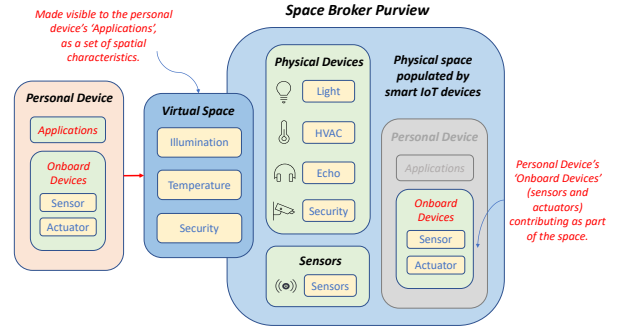 Space Broker Purview
Made visible to the personal
device's 'Applications',
as a set of spatial
characteristics.
Personal Device
Applications
Onboard
Devices
Sensor
Actuator
Virtual Space
Illumination
Temperature
Security
Physical Devices
Light
HVAC
Echo
Security
Sensors
Sensors
Physical space
populated by
smart IoT devices
Personal Device
Applications
Onboard
Devices
Sensor
Actuator
Personal Device's
'Onboard Devices'
(sensors and
actuators)
contributing as part
of the space.